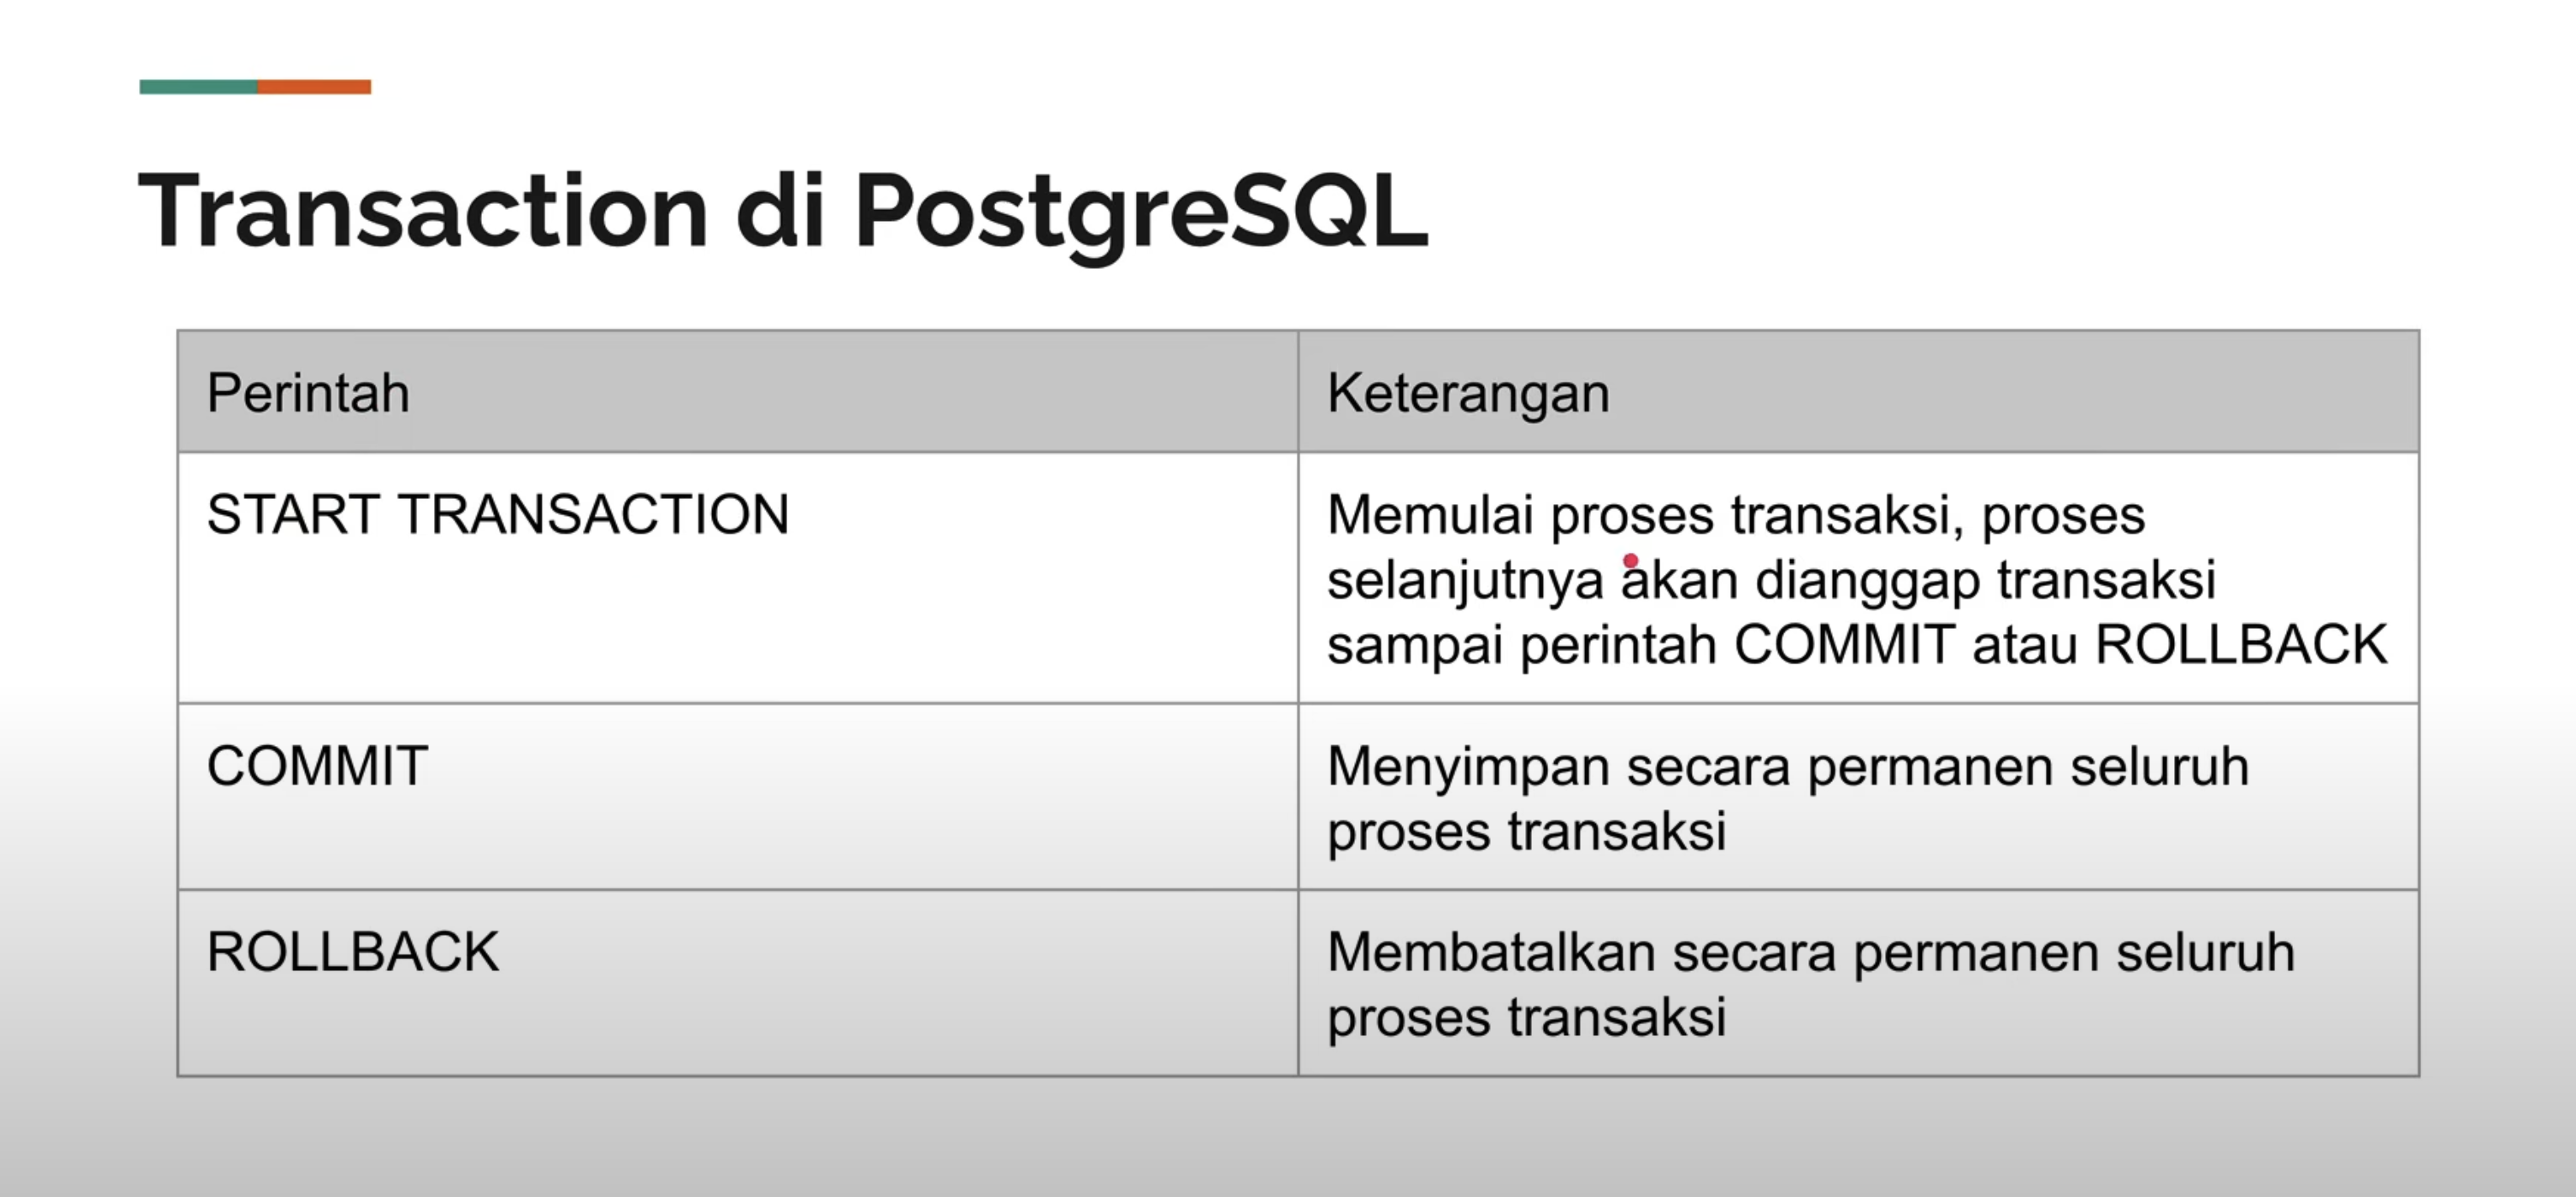 Transaction di PostgreSQL
Perintah
Keterangan
START TRANSACTION
Memulai proses transaksi, proses
selanjutnya akan dianggap transaksi
sampai perintah COMMIT atau ROLLBACK
COMMIT
Menyimpan secara permanen seluruh
proses transaksi
ROLLBACK
Membatalkan secara permanen seluruh
proses transaksi